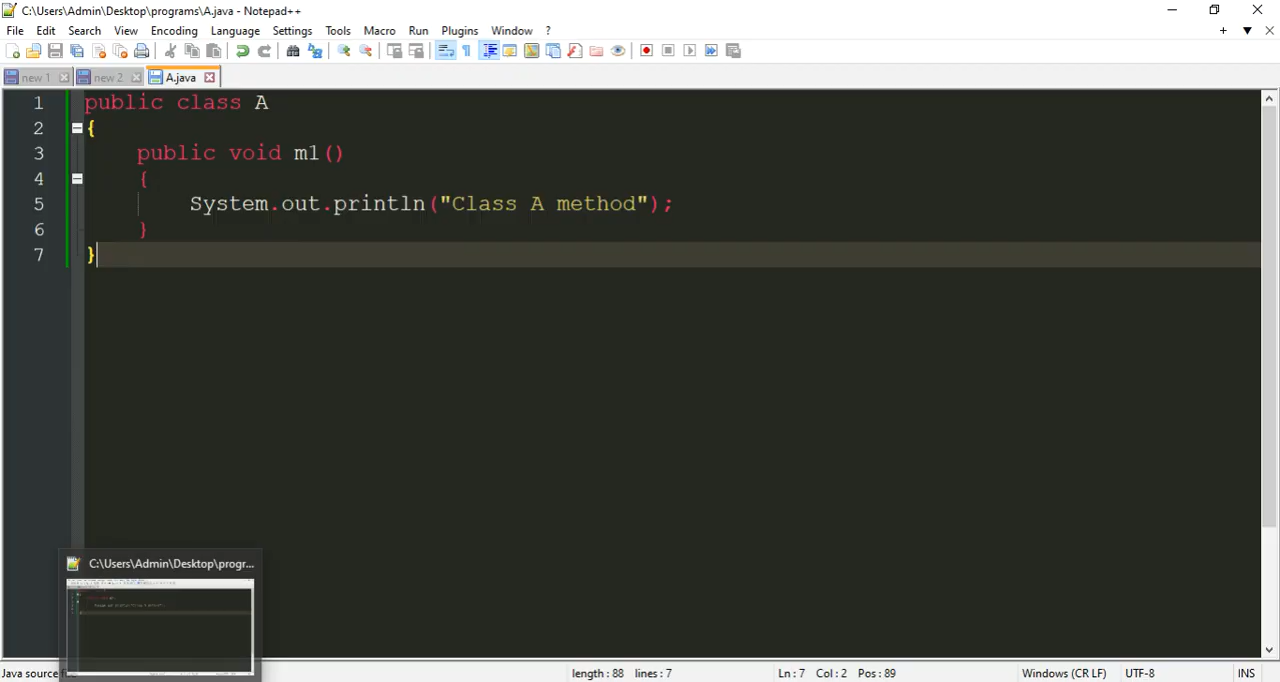 C:\Users\Admin\Desktop\programs\A.java - Notepad++
File Edit Search View Encoding Language Settings Tools Macro Run Plugins Window ?
new 1 new 2 A.java
1 public class A
2 {
3 public void m1()
4 {
5 System.out.println("Class A method");
6 }
7 }
C:\Users\Admin\Desktop\progr...
Java source length : 88 lines : 7 Ln : 7 Col : 2 Pos : 89 Windows (CR LF) UTF-8 INS